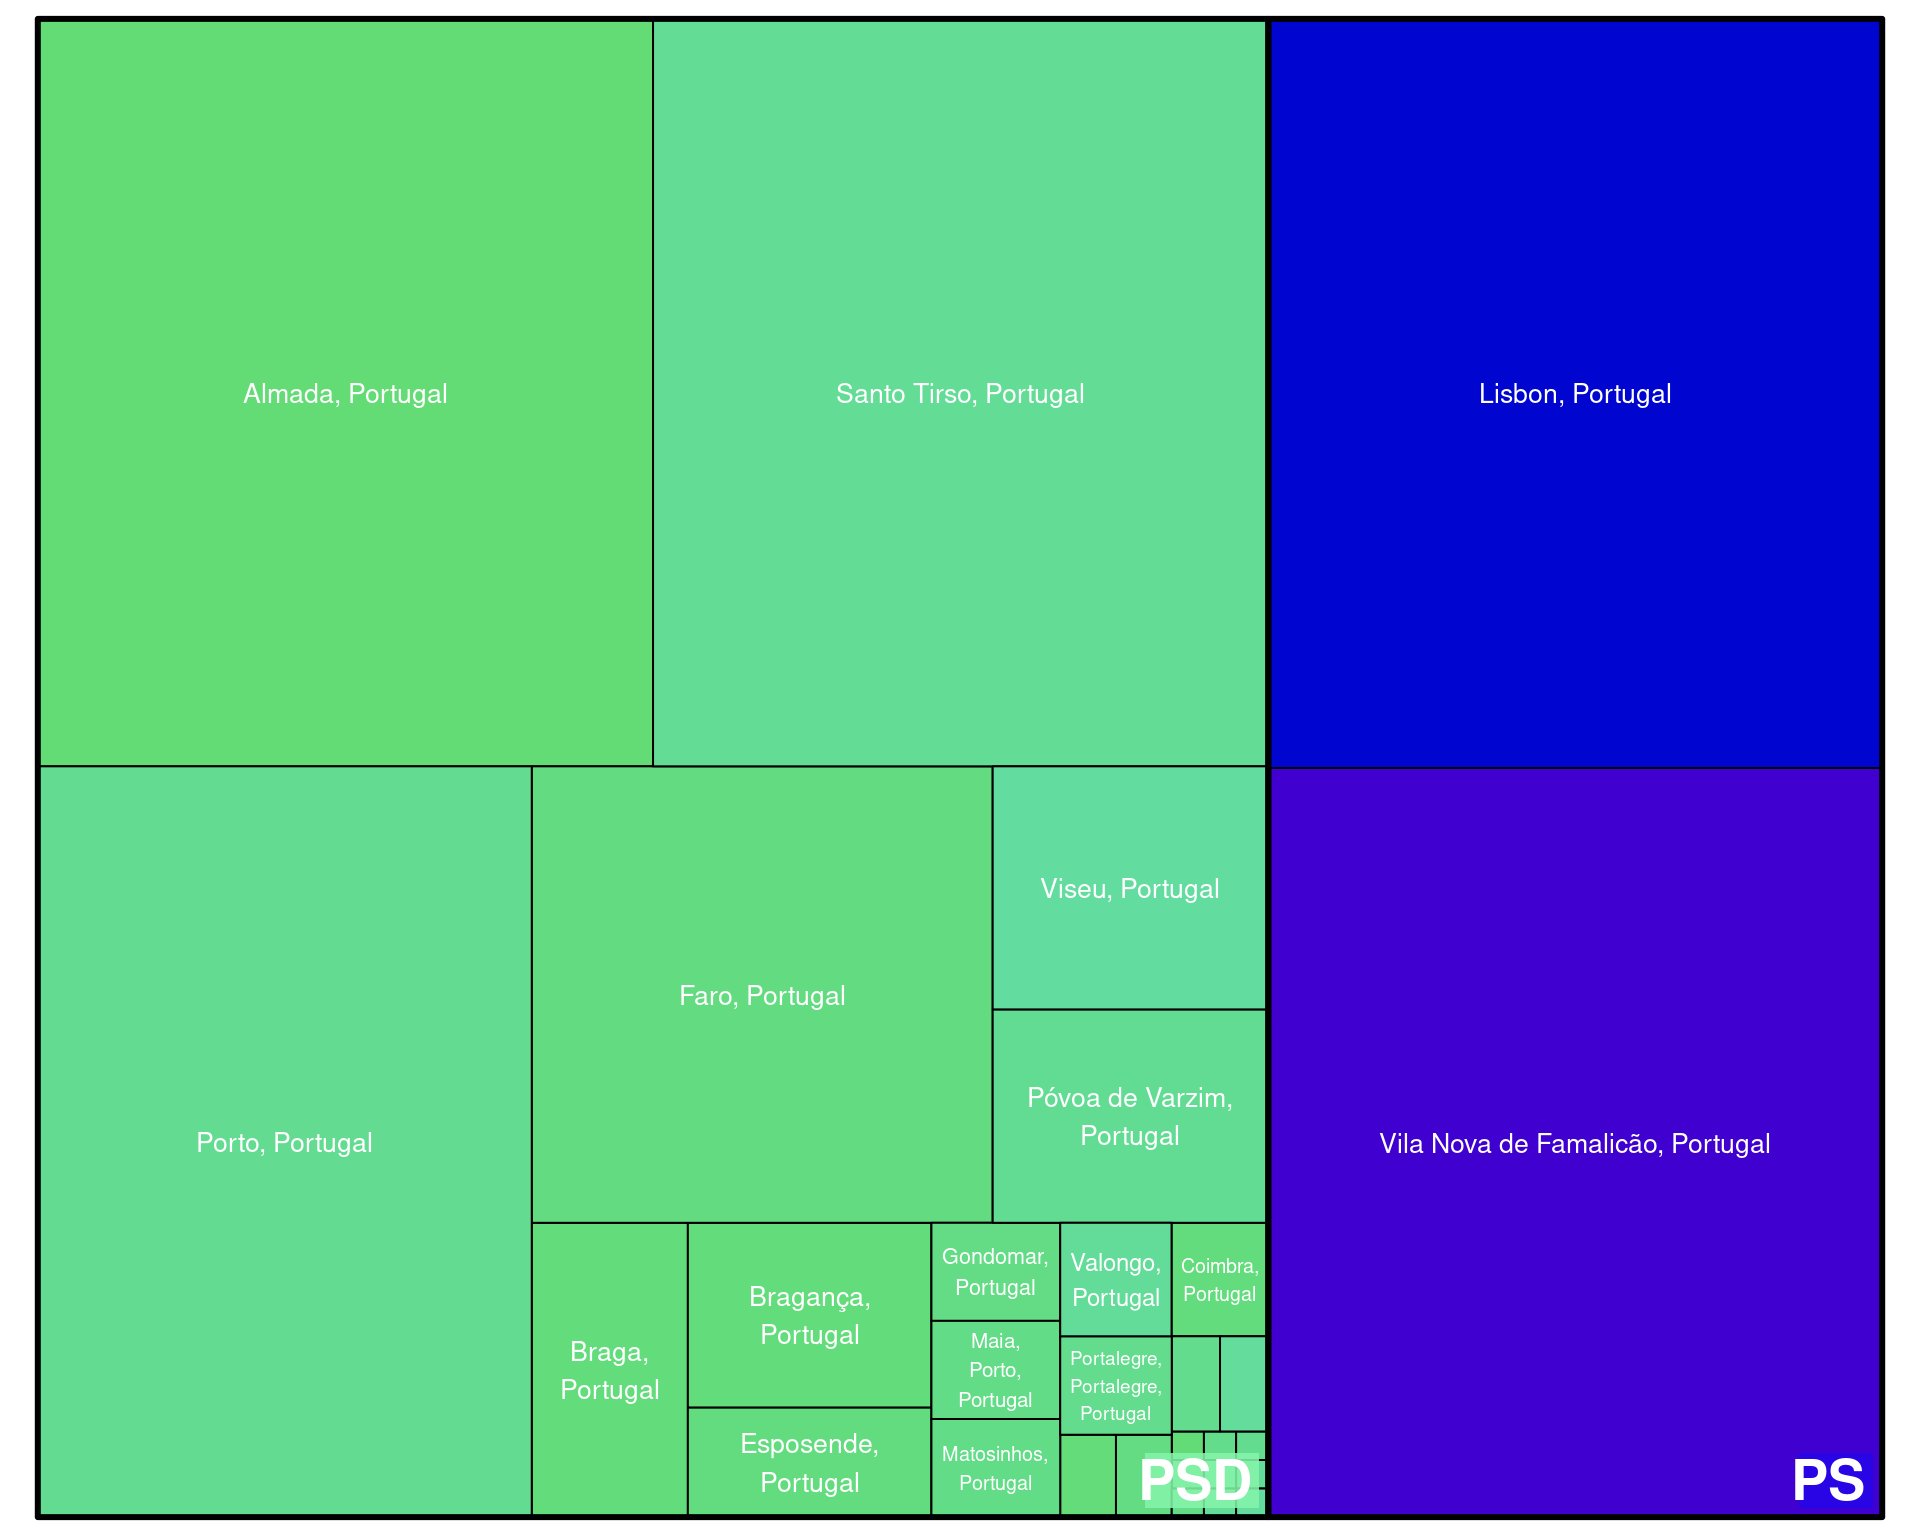 Almada, Portugal
Santo Tirso, Portugal
Lisbon, Portugal
Porto, Portugal
Faro, Portugal
Viseu, Portugal
Póvoa de Varzim,
Portugal
Vila Nova de Famalicão, Portugal
Braga,
Portugal
Bragança,
Portugal
Esposende,
Portugal
Gondomar,
Portugal
Maia,
Porto,
Portugal
Matosinhos,
Portugal
Valongo,
Portugal
Portalegre,
Portalegre,
Portugal
Coimbra,
Portugal
PSD
PS